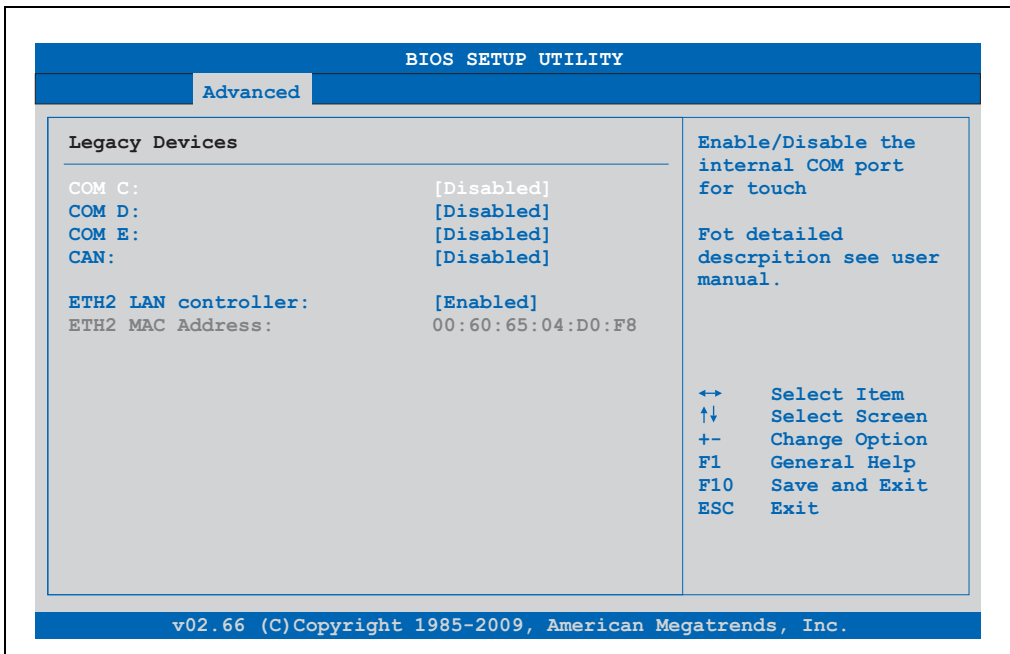 BIOS SETUP UTILITY
Advanced
Legacy Devices
COM C: [Disabled]
COM D: [Disabled]
COM E: [Disabled]
CAN: [Disabled]
ETH2 LAN controller: [Enabled]
ETH2 MAC Address: 00:60:65:04:D0:F8
Enable/Disable the
internal COM port
for touch
Fot detailed
descrpition see user
manual.
←→ Select Item
↑↓ Select Screen
+- Change Option
F1 General Help
F10 Save and Exit
ESC Exit
v02.66 (C)Copyright 1985-2009, American Megatrends, Inc.